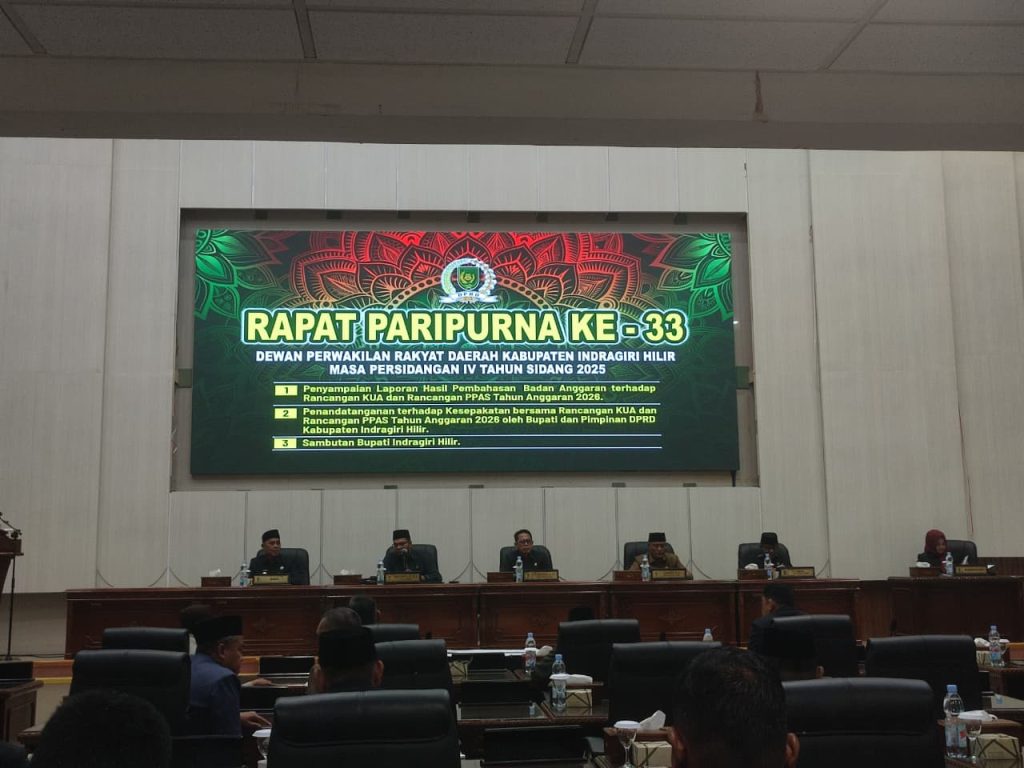 DPRD
RAPAT PARIPURNA KE - 33
DEWAN PERWAKILAN RAKYAT DAERAH KABUPATEN INDRAGIRI HILIR
MASA PERSIDANGAN IV TAHUN SIDANG 2025
1 Penyampaian Laporan Hasil Pembahasan Badan Anggaran terhadap
Rancangan KUA dan Rancangan PPAS Tahun Anggaran 2026.
2 Penandatanganan terhadap Kesepakatan bersama Rancangan KUA dan
Rancangan PPAS Tahun Anggaran 2026 oleh Bupati dan Pimpinan DPRD
Kabupaten Indragiri Hilir.
3 Sambutan Bupati Indragiri Hilir.